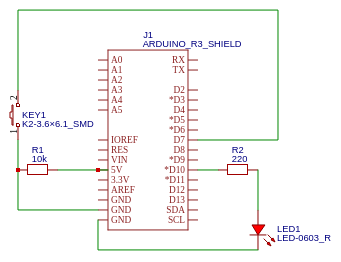 J1
ARDUINO_R3_SHIELD
A0
A1
A2
A3
A4
A5
IOREF
RES
VIN
5V
3.3V
AREF
GND
GND
GND
RX
TX
D2
*D3
D4
*D5
*D6
D7
D8
*D9
*D10
*D11
D12
D13
SDA
SCL
2
1
KEY1
K2-3.6×6.1_SMD
R1
10k
R2
220
LED1
LED-0603_R